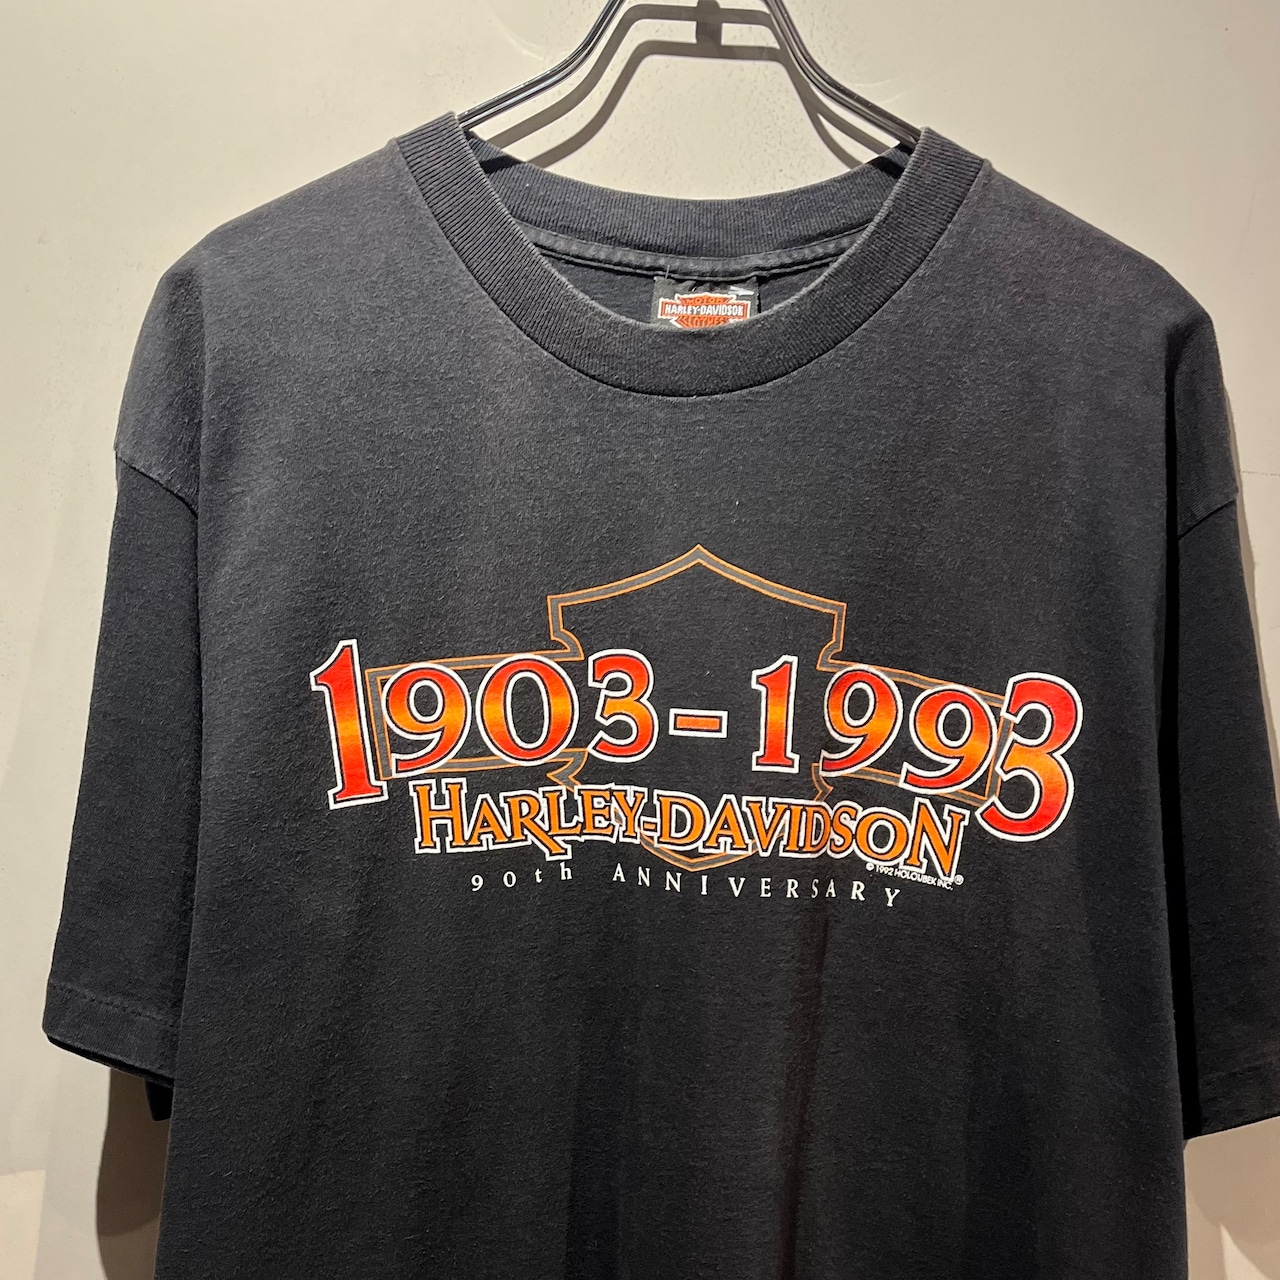 MOTOR
HARLEY-DAVIDSON
CLOTHES
1903-1993
HARLEY-DAVIDSON®
© 1992 HOLOUBEK INC.
90th ANNIVERSARY